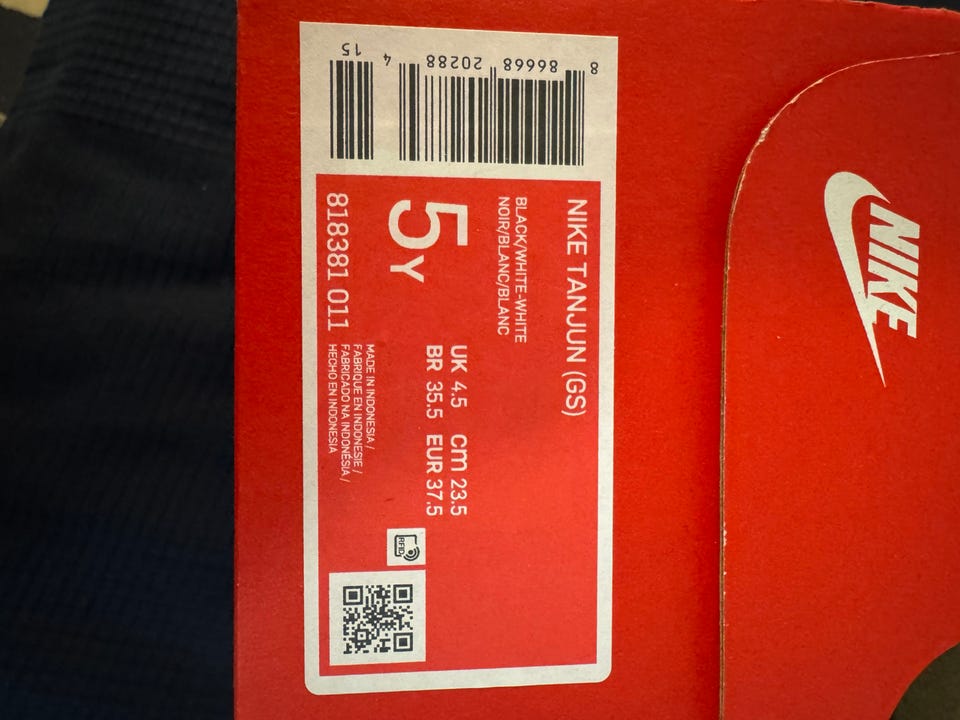 NIKE
8 86668 20288 4 15
NIKE TANJUN (GS)
BLACK/WHITE-WHITE
NOIR/BLANC/BLANC
5Y
UK 4.5 cm 23.5
BR 35.5 EUR 37.5
818381 011
MADE IN INDONESIA /
FABRIQUE EN INDONESIE /
FABRICADO NA INDONÉSIA /
HECHO EN INDONESIA
RFID